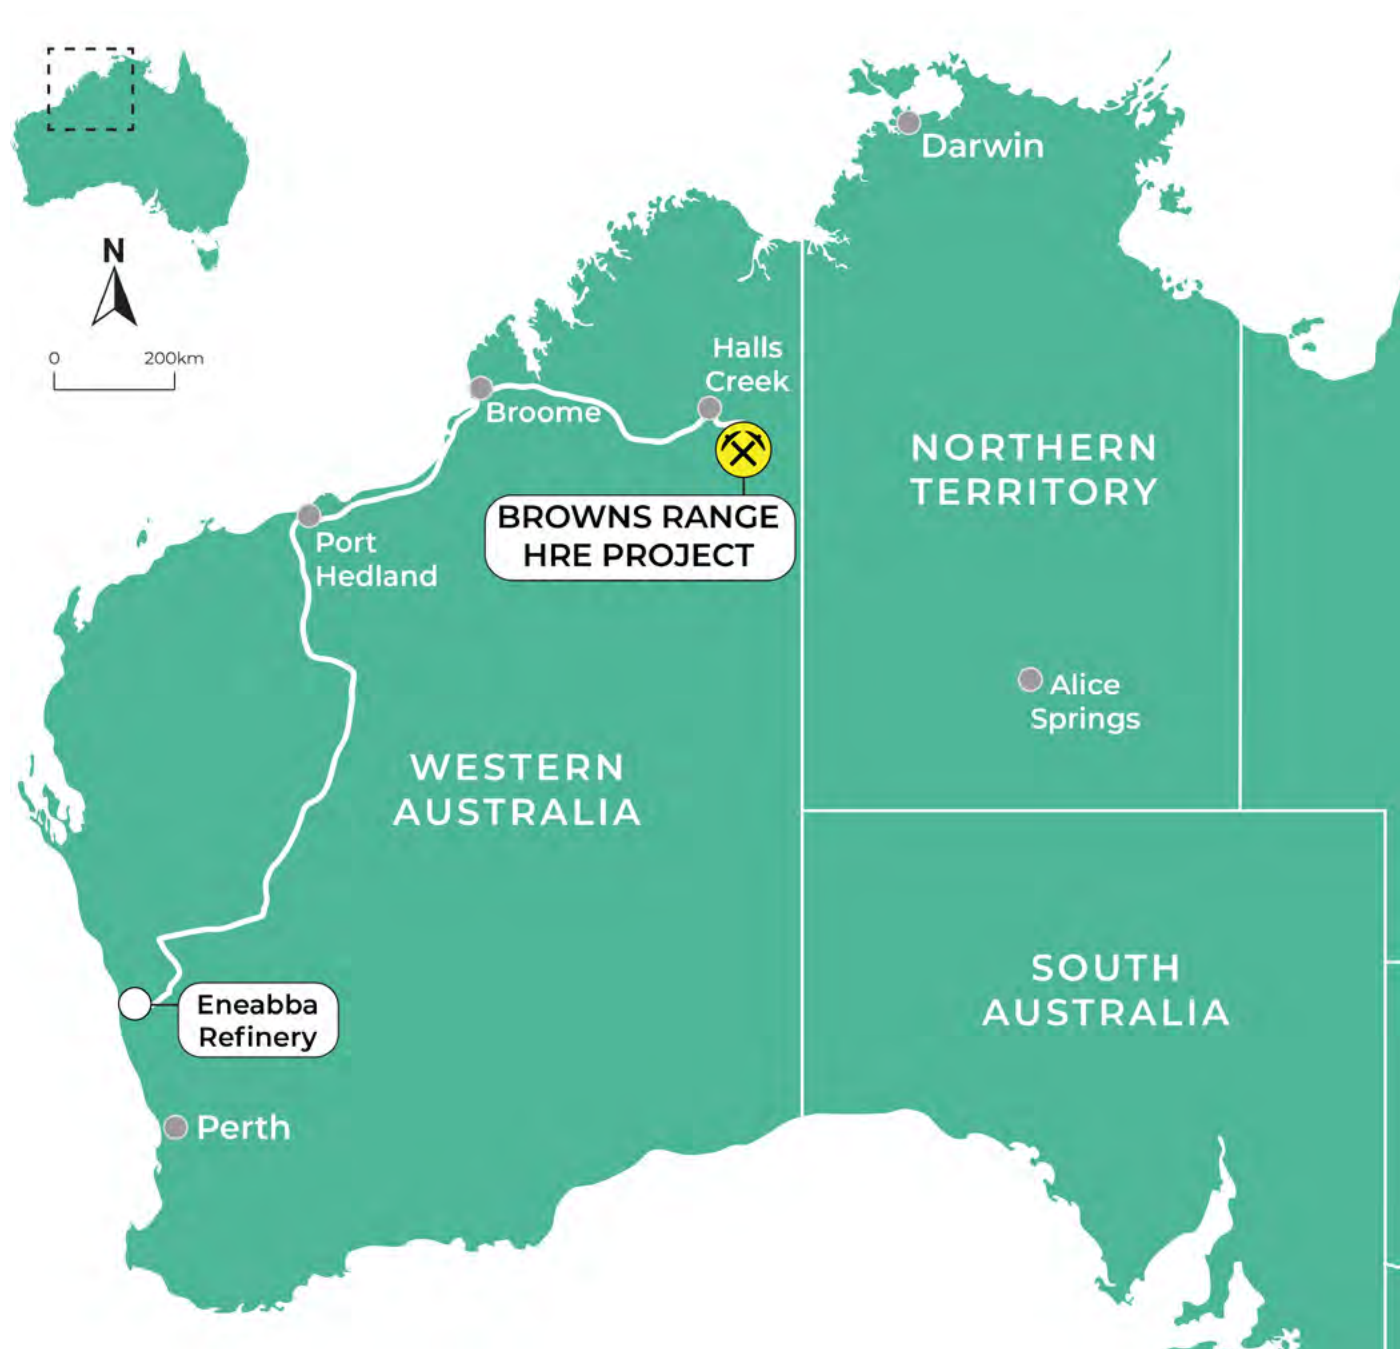 N
0 200km
Darwin
Halls
Creek
Broome
BROWNS RANGE
HRE PROJECT
NORTHERN
TERRITORY
Port
Hedland
Alice
Springs
WESTERN
AUSTRALIA
SOUTH
AUSTRALIA
Eneabba
Refinery
Perth